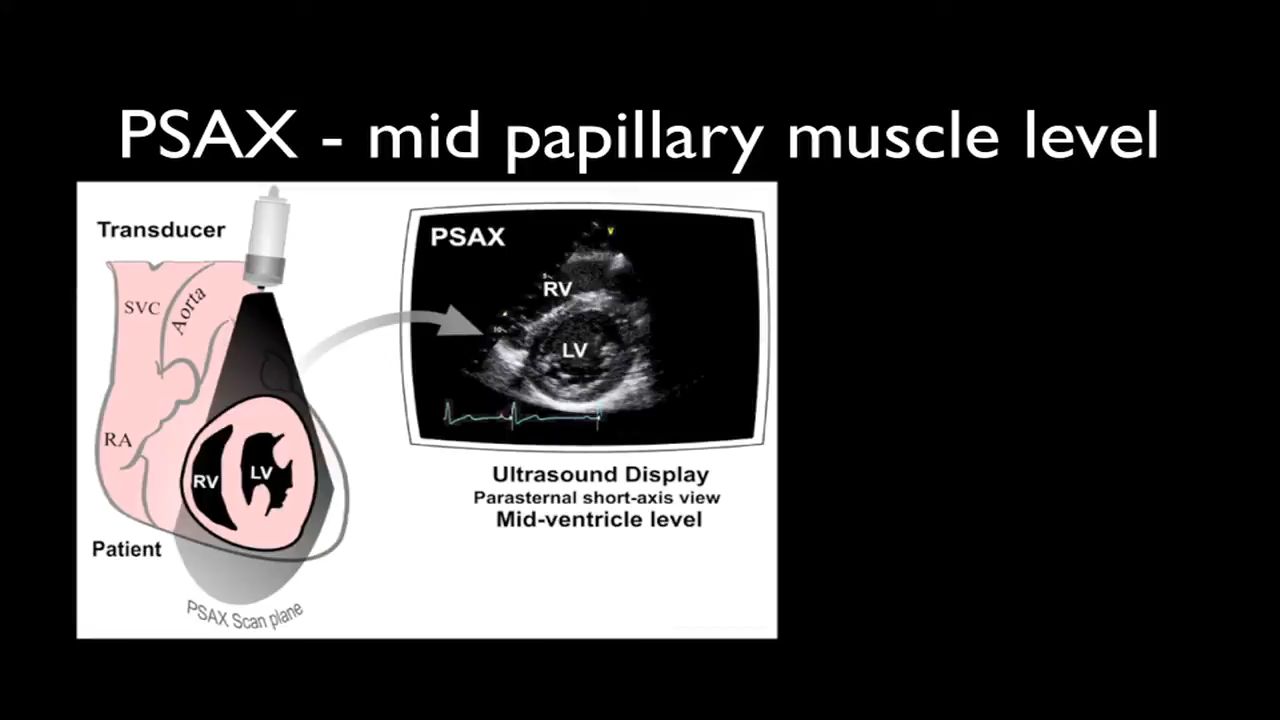 PSAX - mid papillary muscle level
Transducer
SVC
Aorta
RA
RV
LV
Patient
PSAX Scan plane
PSAX
RV
LV
Ultrasound Display
Parasternal short-axis view
Mid-ventricle level